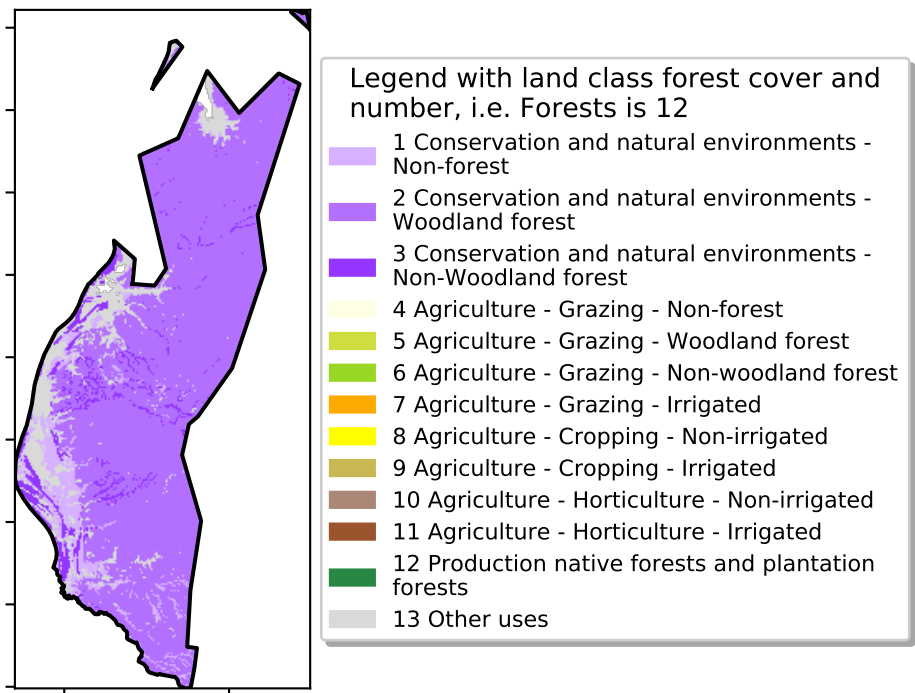 Legend with land class forest cover and
number, i.e. Forests is 12
1 Conservation and natural environments -
Non-forest
2 Conservation and natural environments -
Woodland forest
3 Conservation and natural environments -
Non-Woodland forest
4 Agriculture - Grazing - Non-forest
5 Agriculture - Grazing - Woodland forest
6 Agriculture - Grazing - Non-woodland forest
7 Agriculture - Grazing - Irrigated
8 Agriculture - Cropping - Non-irrigated
9 Agriculture - Cropping - Irrigated
10 Agriculture - Horticulture - Non-irrigated
11 Agriculture - Horticulture - Irrigated
12 Production native forests and plantation
forests
13 Other uses